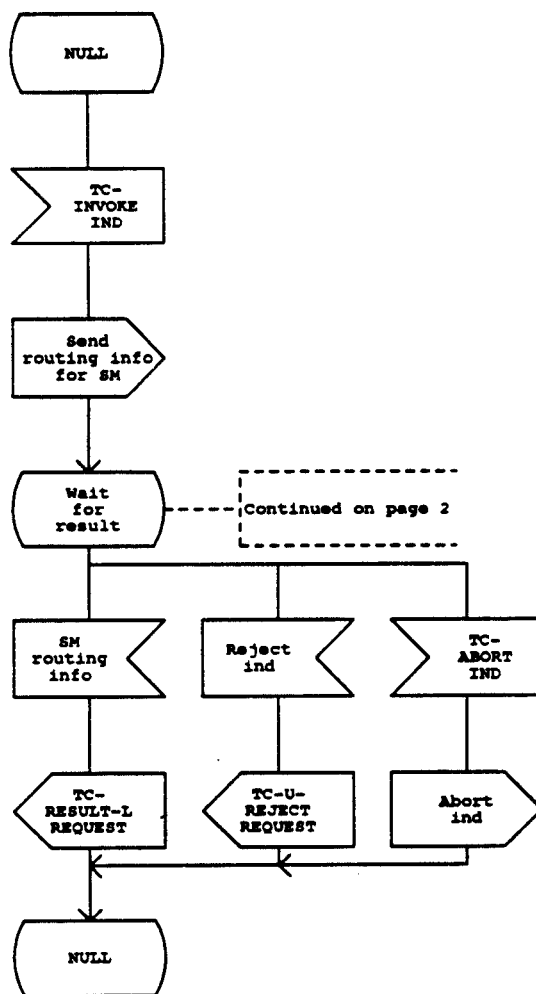 NULL
TC-
INVOKE
IND
Send
routing info
for SM
Wait
for
result
Continued on page 2
SM
routing
info
Reject
ind
TC-
ABORT
IND
TC-
RESULT-L
REQUEST
TC-U-
REJECT
REQUEST
Abort
ind
NULL